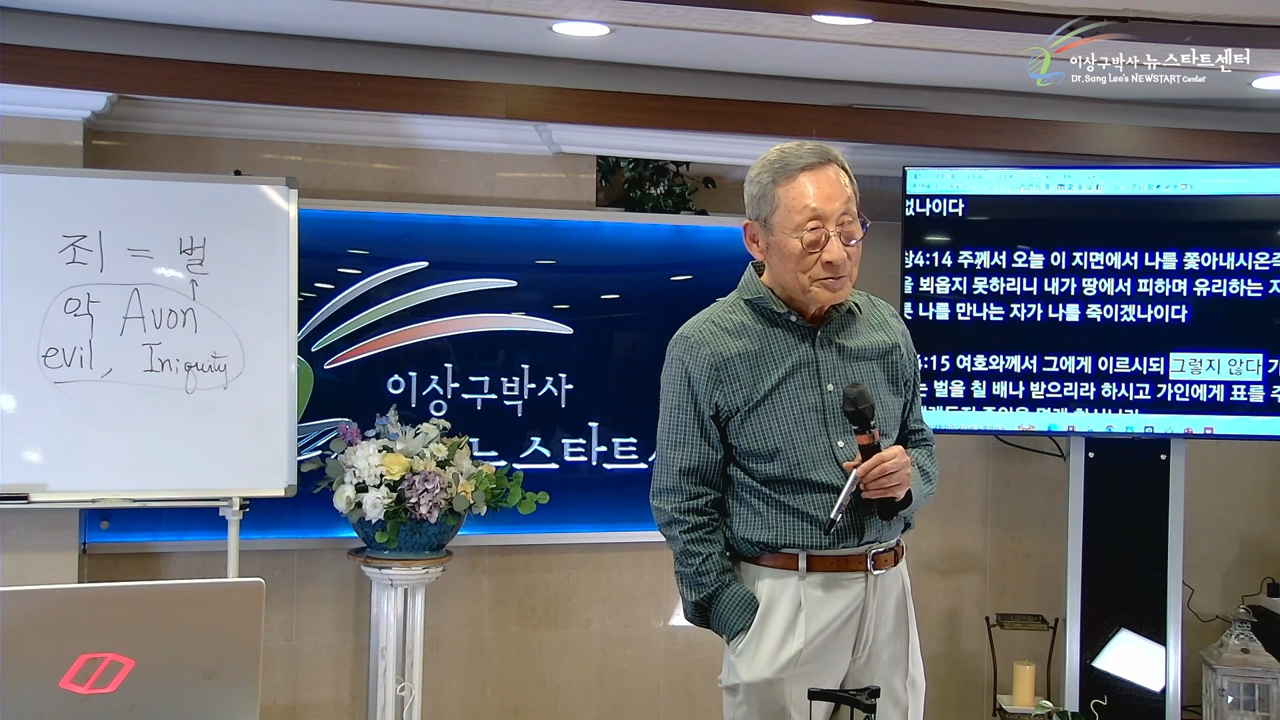 이상구박사 뉴스타트센터
Dr. Sang Lee's NEWSTART Center
죄 = 벌
악 Avon
evil, Iniquity
이상구박사
뉴스타트
없나이다
4:14 주께서 오늘 이 지면에서 나를 쫓아내시온즉
을 뵈옵지 못하리니 내가 땅에서 피하며 유리하는 자
나를 만나는 자가 나를 죽이겠나이다
4:15 여호와께서 그에게 이르시되 그렇지 않다
는 벌을 칠 배나 받으리라 하시고 가인에게 표를 주